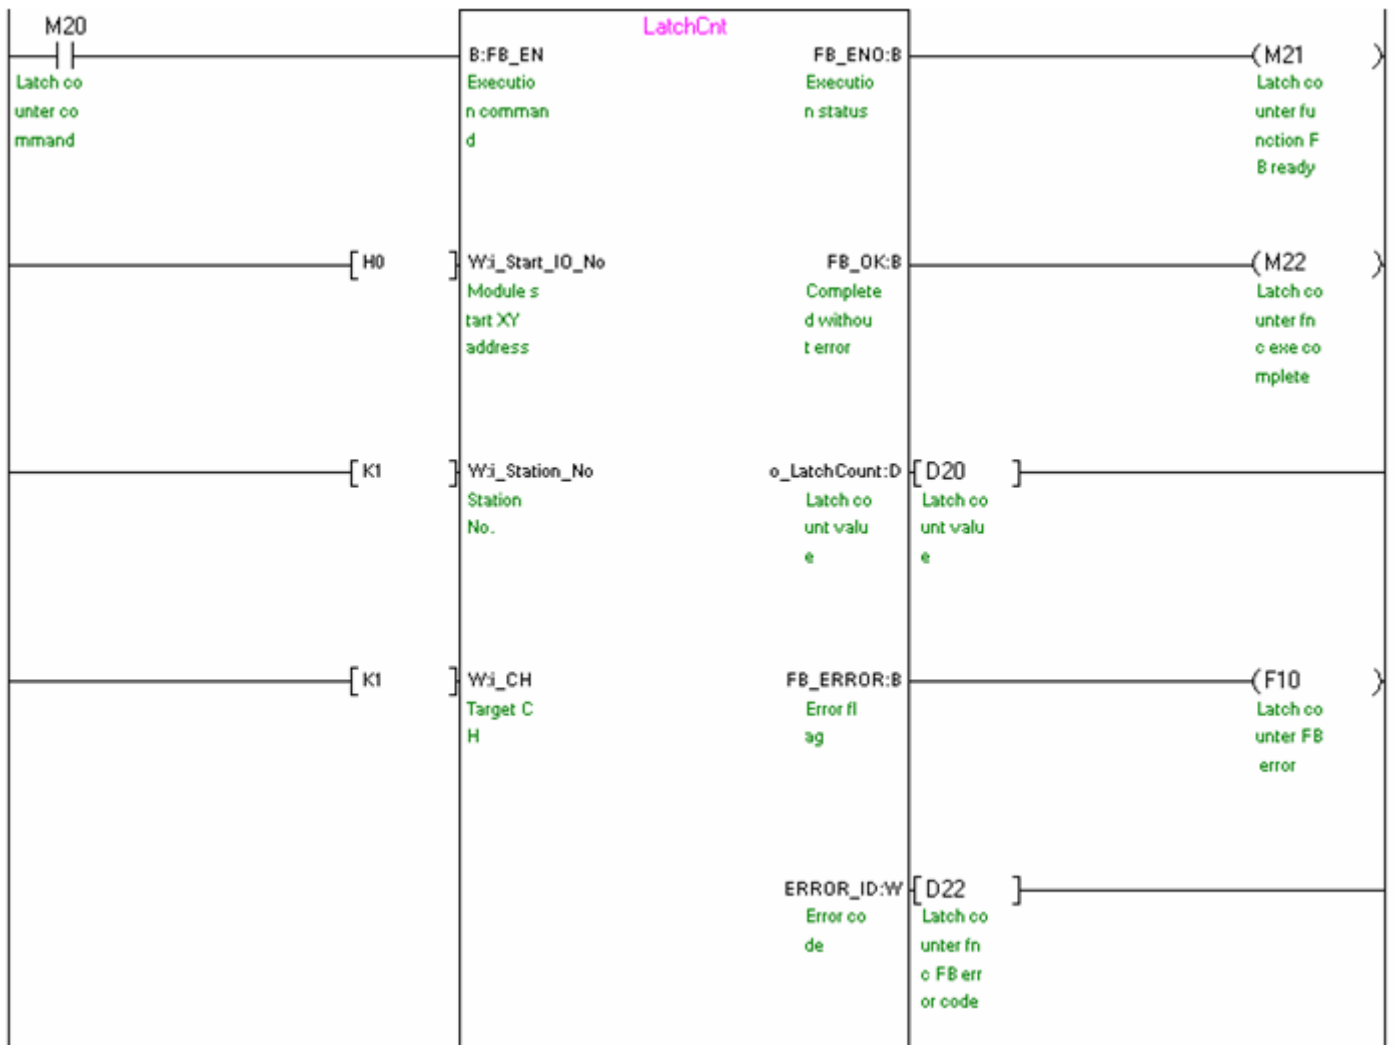 M20
LatchCnt
B:FB_EN
FB_ENO:B
M21
Latch co
unter co
mmand
Executio
n comman
d
Executio
n status
Latch co
unter fu
nction F
B ready
H0
W:i_Start_IO_No
FB_OK:B
M22
Module s
tart XY
address
Complete
d withou
t error
Latch co
unter fn
c exe co
mplete
K1
W:i_Station_No
o_LatchCount:D
D20
Station
No.
Latch co
unt valu
e
Latch co
unt valu
e
K1
W:i_CH
FB_ERROR:B
F10
Target C
H
Error fl
ag
Latch co
unter FB
error
ERROR_ID:W
D22
Error co
de
Latch co
unter fn
c FB err
or code